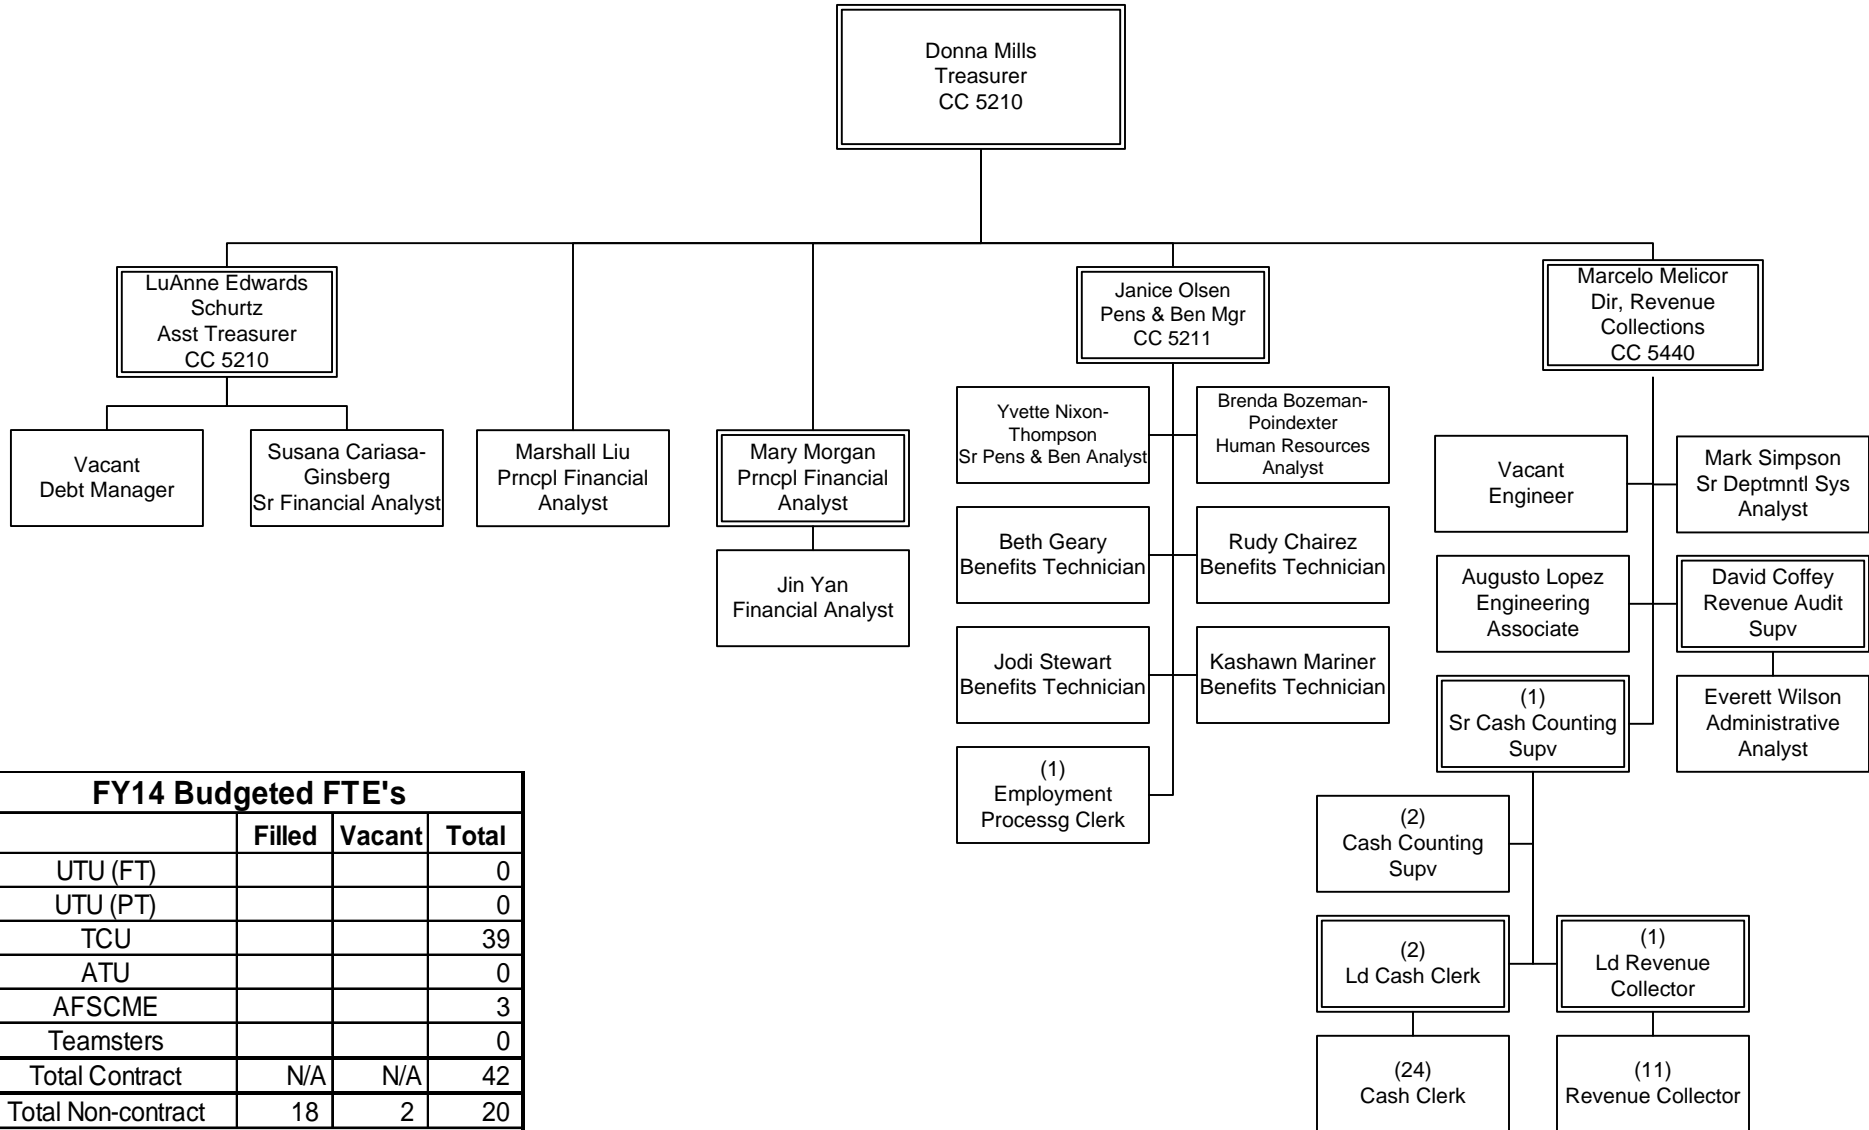 Donna Mills
Treasurer
CC 5210
LuAnne Edwards
Schurtz
Asst Treasurer
CC 5210
Janice Olsen
Pens & Ben Mgr
CC 5211
Marcelo Melicor
Dir, Revenue
Collections
CC 5440
Vacant
Debt Manager
Susana Cariasa-
Ginsberg
Sr Financial Analyst
Marshall Liu
Prncpl Financial
Analyst
Mary Morgan
Prncpl Financial
Analyst
Jin Yan
Financial Analyst
Yvette Nixon-
Thompson
Sr Pens & Ben Analyst
Brenda Bozeman-
Poindexter
Human Resources
Analyst
Beth Geary
Benefits Technician
Rudy Chairez
Benefits Technician
Jodi Stewart
Benefits Technician
Kashawn Mariner
Benefits Technician
(1)
Employment
Processg Clerk
Vacant
Engineer
Mark Simpson
Sr Deptmntl Sys
Analyst
Augusto Lopez
Engineering
Associate
David Coffey
Revenue Audit
Supv
(1)
Sr Cash Counting
Supv
Everett Wilson
Administrative
Analyst
(2)
Cash Counting
Supv
(2)
Ld Cash Clerk
(1)
Ld Revenue
Collector
(24)
Cash Clerk
(11)
Revenue Collector
FY14 Budgeted FTE's
Filled Vacant Total
UTU (FT) 0
UTU (PT) 0
TCU 39
ATU 0
AFSCME 3
Teamsters 0
Total Contract N/A N/A 42
Total Non-contract 18 2 20